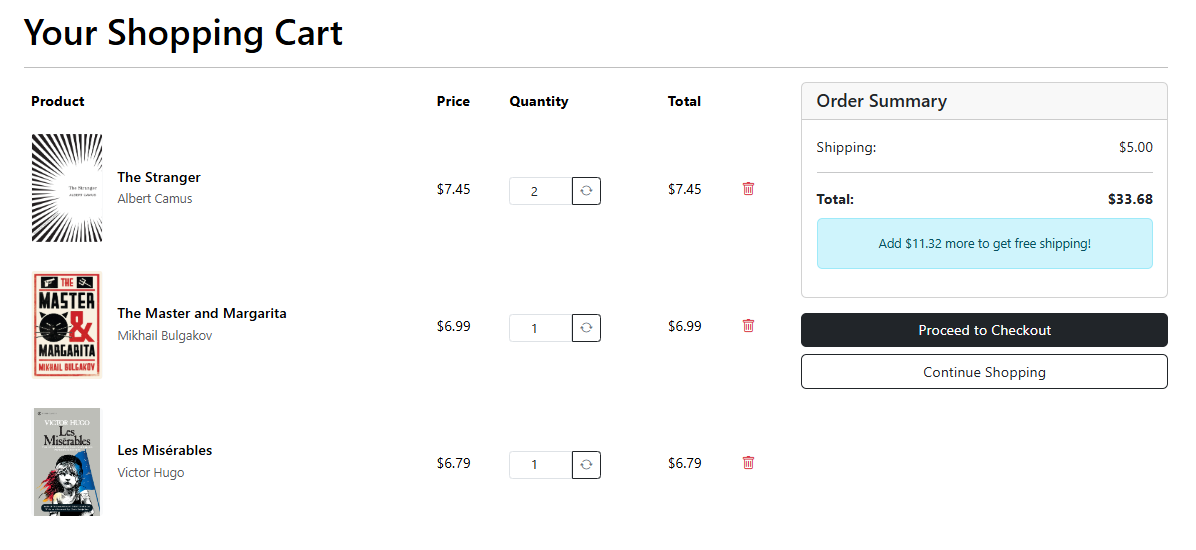 Your Shopping Cart
Product Price Quantity Total
The Stranger
ALBERT CAMUS
The Stranger
Albert Camus
$7.45 2 $7.45
THE
MASTER
&
MARGARITA
MIKHAIL BULGAKOV
The Master and Margarita
Mikhail Bulgakov
$6.99 1 $6.99
VICTOR HUGO
Les
Misérables
Les Misérables
Victor Hugo
$6.79 1 $6.79
Order Summary
Shipping: $5.00
Total: $33.68
Add $11.32 more to get free shipping!
Proceed to Checkout
Continue Shopping